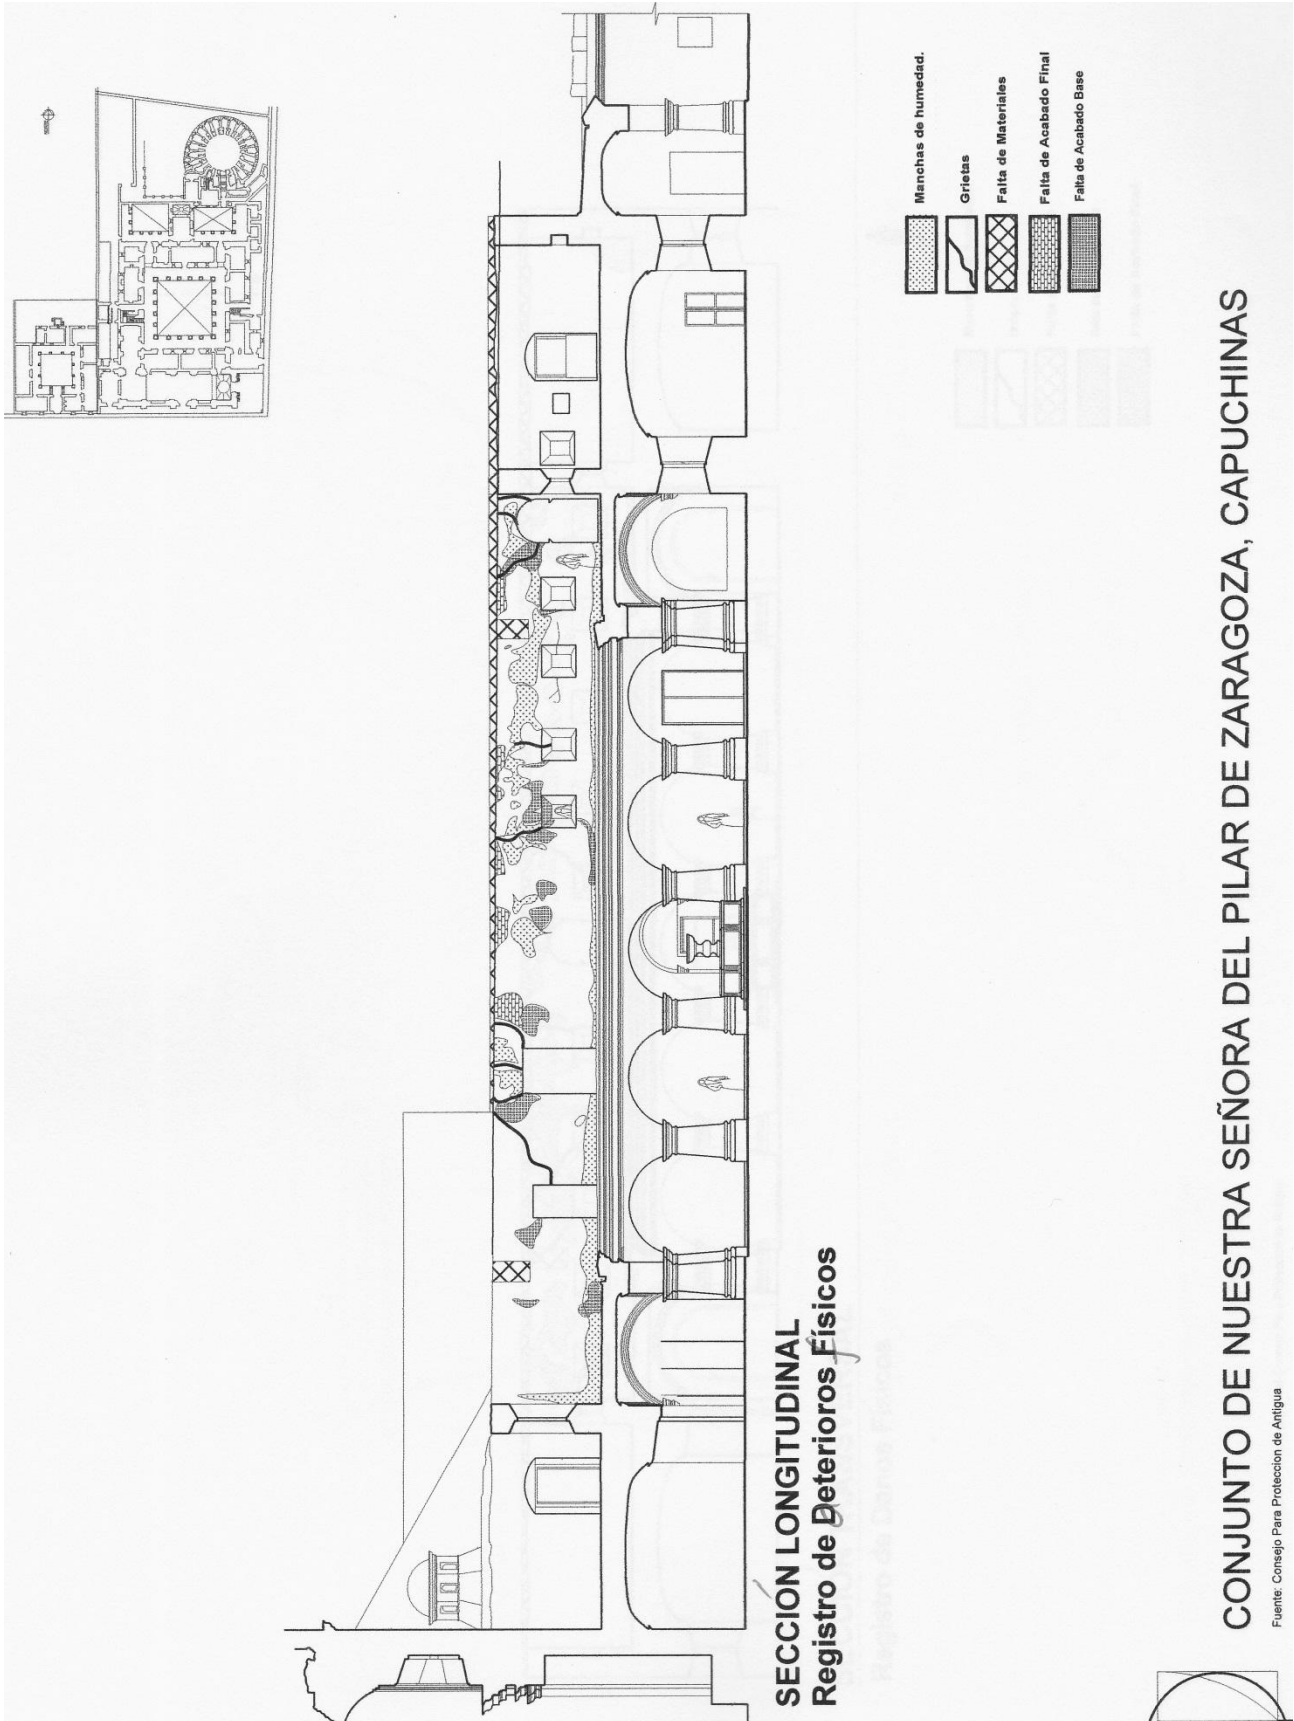 Manchas de humedad.
Grietas
Falta de Materiales
Falta de Acabado Final
Falta de Acabado Base
SECCIÓN LONGITUDINAL
Registro de Deterioros Físicos
CONJUNTO DE NUESTRA SEÑORA DEL PILAR DE ZARAGOZA, CAPUCHINAS
Fuente: Consejo Para Proteccion de Antigua